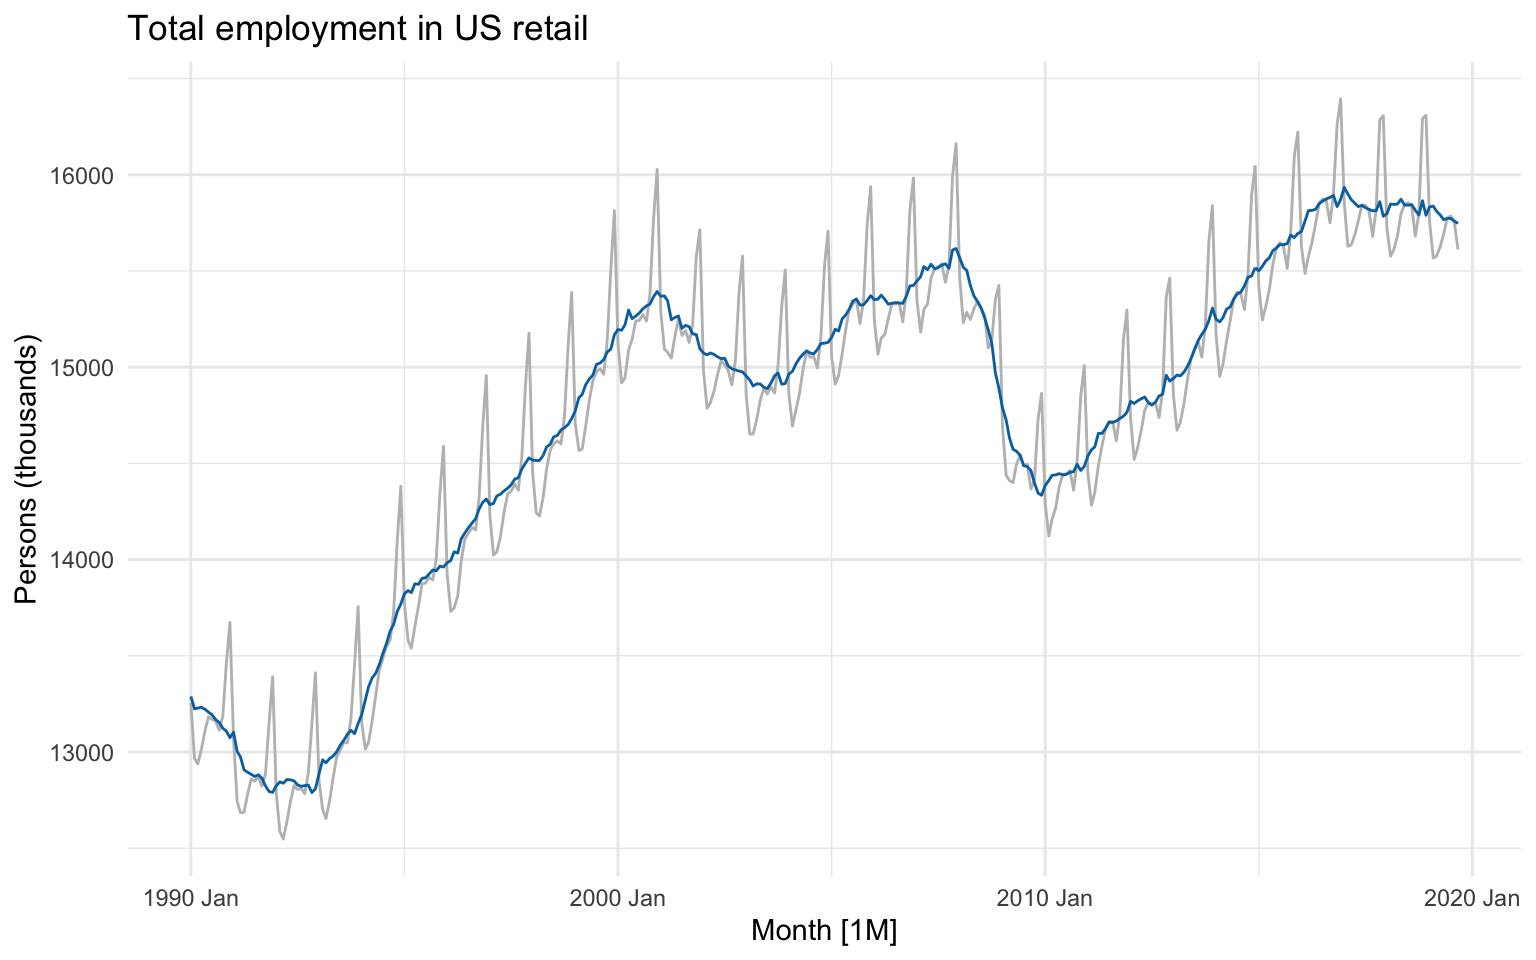 Total employment in US retail
Persons (thousands)
16000
15000
14000
13000
1990 Jan
2000 Jan
2010 Jan
2020 Jan
Month [1M]